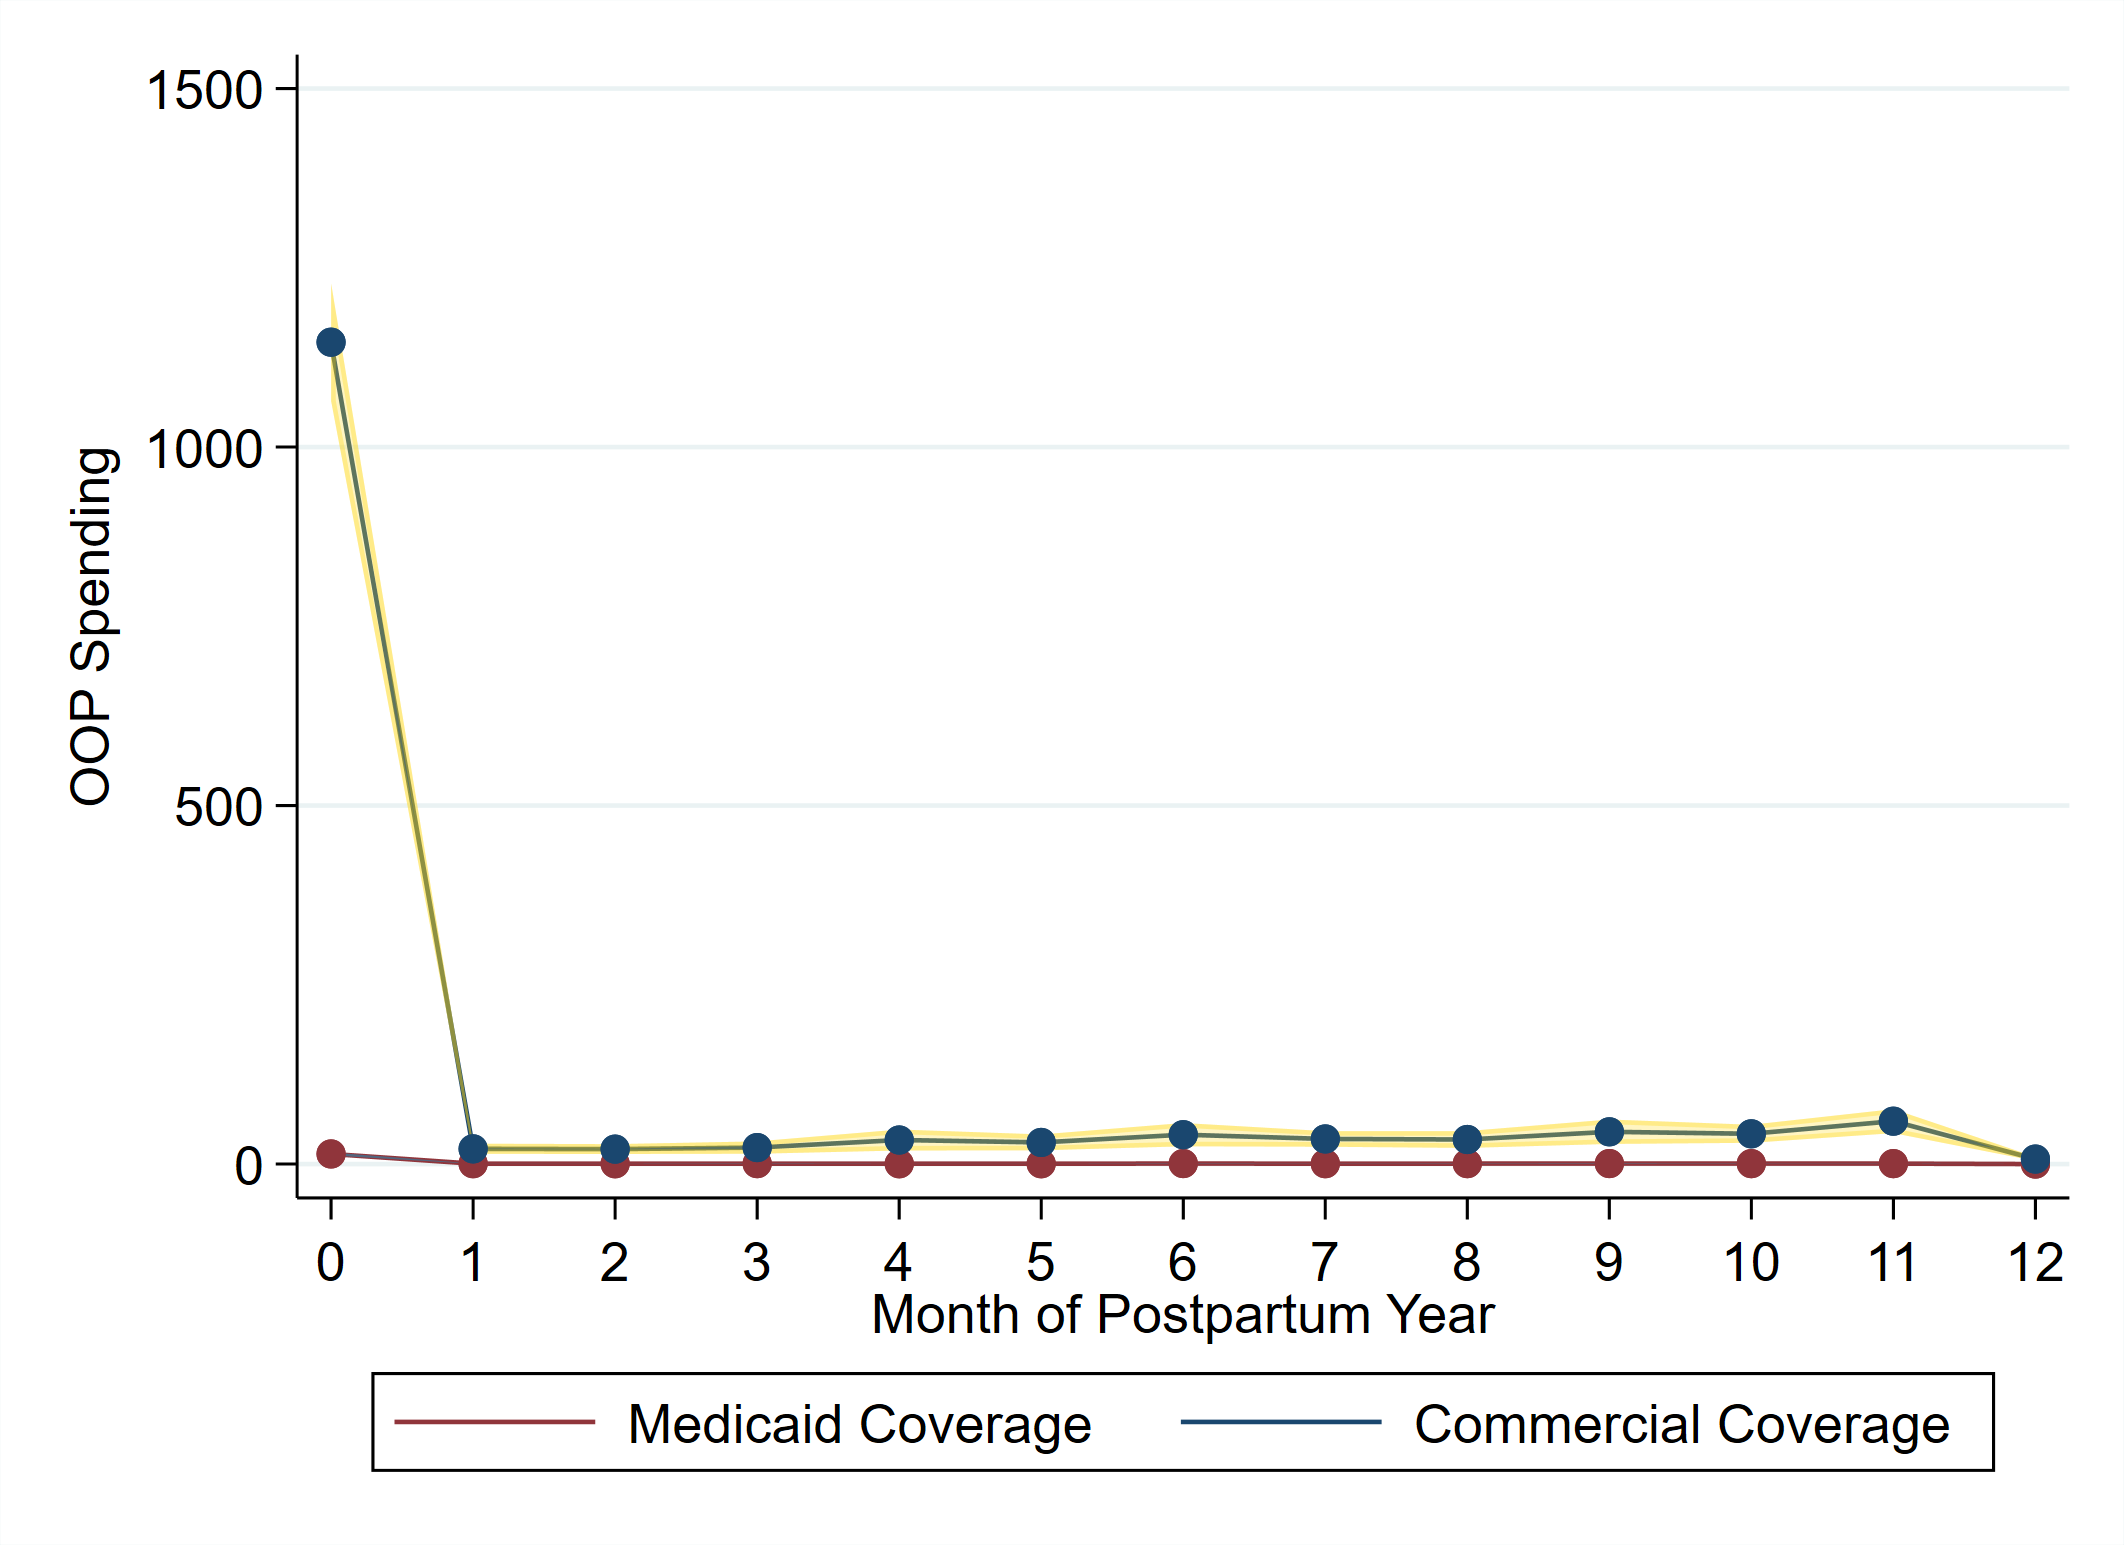 1500
1000
500
0
OOP Spending
0 1 2 3 4 5 6 7 8 9 10 11 12
Month of Postpartum Year
Medicaid Coverage Commercial Coverage